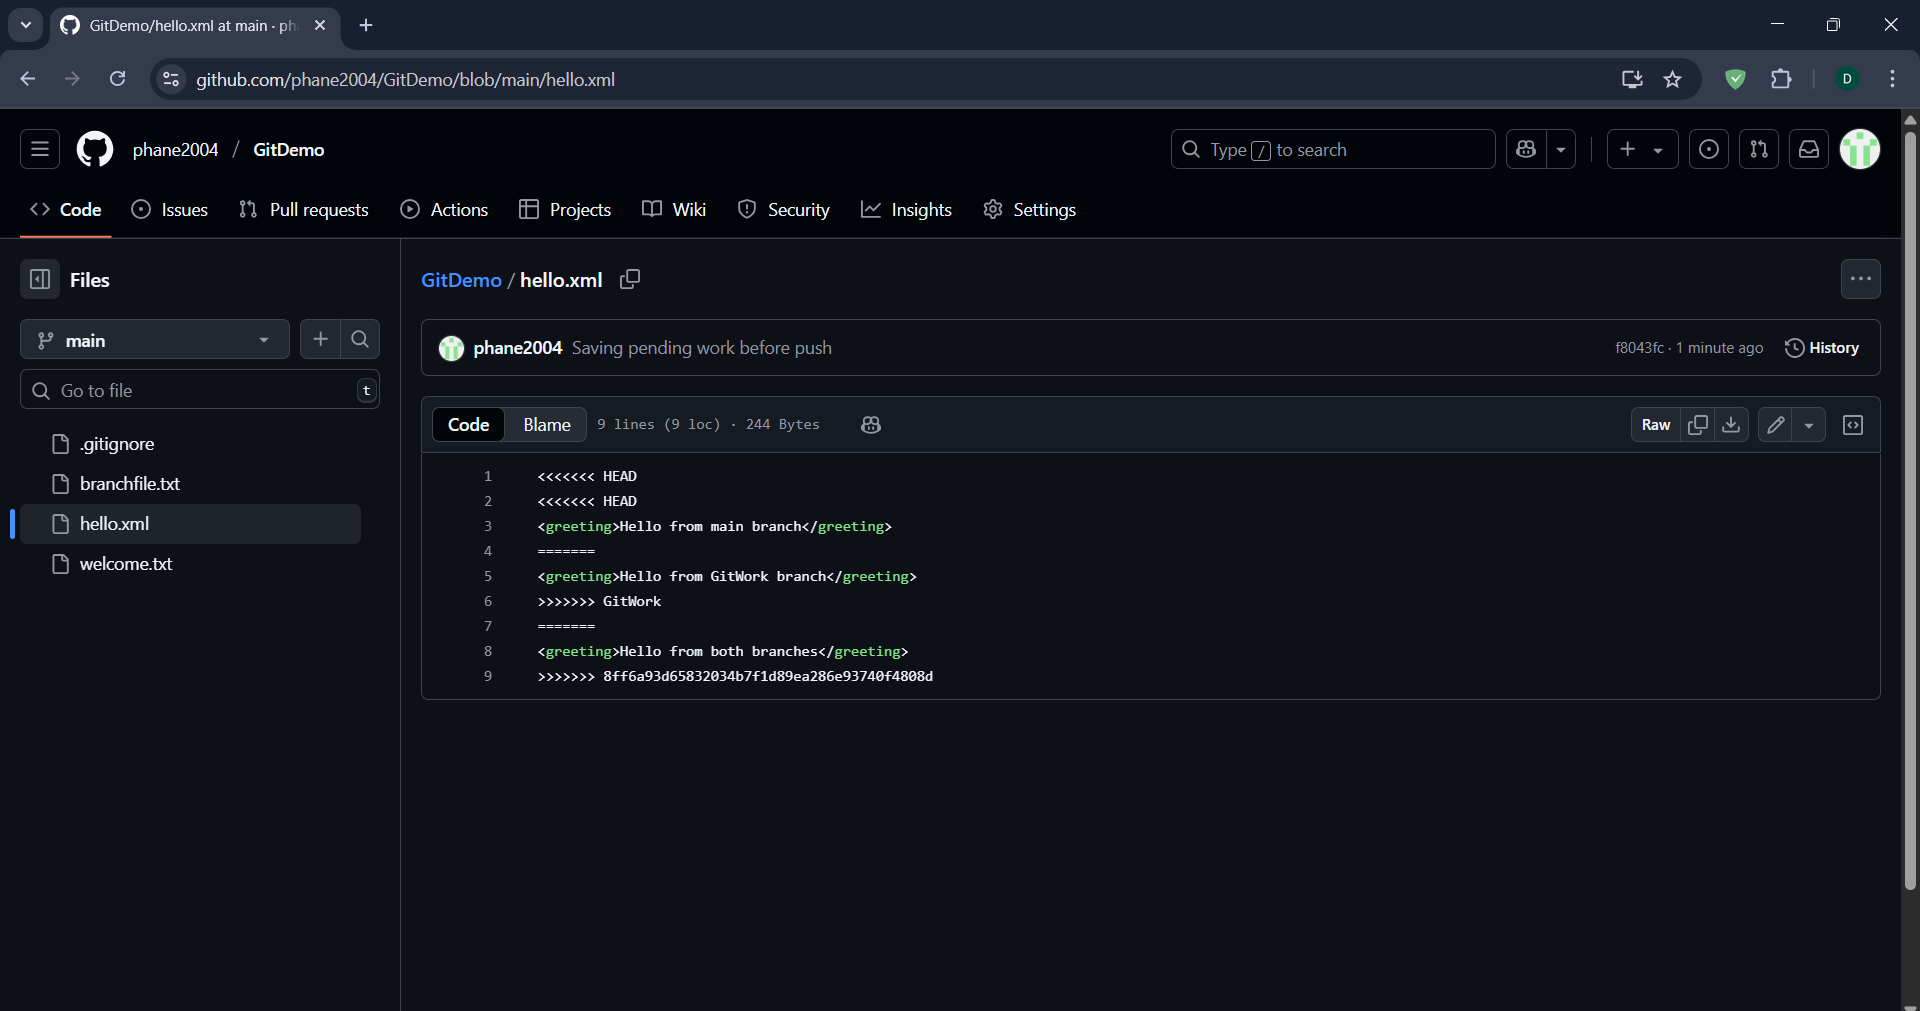 GitDemo/hello.xml at main · ph
github.com/phane2004/GitDemo/blob/main/hello.xml
D
phane2004 / GitDemo
Type / to search
Code Issues Pull requests Actions Projects Wiki Security Insights Settings
Files
main
Go to file t
.gitignore
branchfile.txt
hello.xml
welcome.txt
GitDemo / hello.xml
phane2004 Saving pending work before push f8043fc · 1 minute ago History
Code Blame 9 lines (9 loc) · 244 Bytes Raw
1 <<<<<<< HEAD
2 <<<<<<< HEAD
3 <greeting>Hello from main branch</greeting>
4 =======
5 <greeting>Hello from GitWork branch</greeting>
6 >>>>>>> GitWork
7 =======
8 <greeting>Hello from both branches</greeting>
9 >>>>>>> 8ff6a93d65832034b7f1d89ea286e93740f4808d